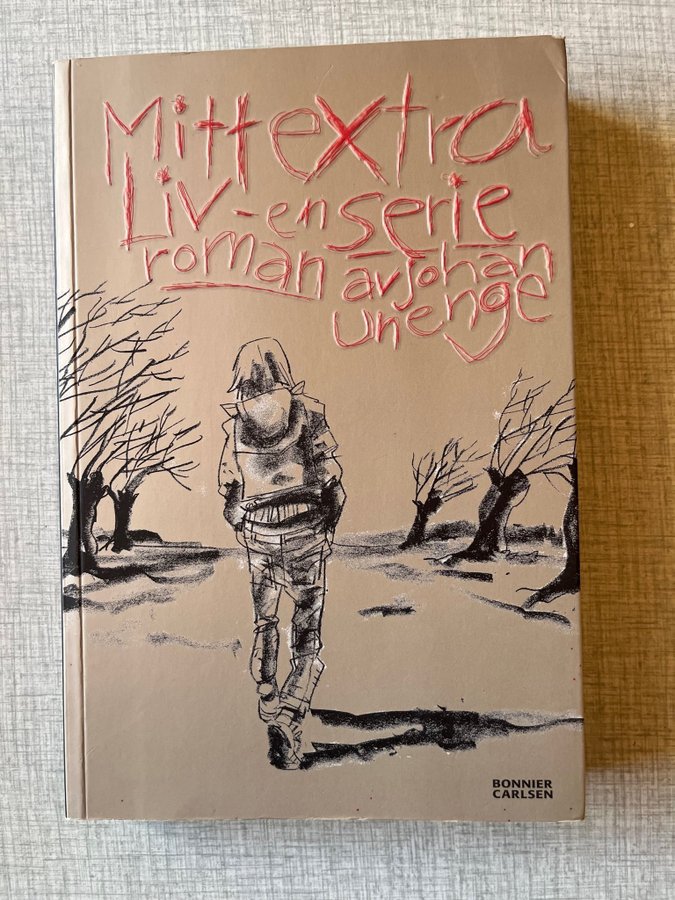 Mitt extra
Liv - en serie
roman av johan
unenge
BONNIER
CARLSEN